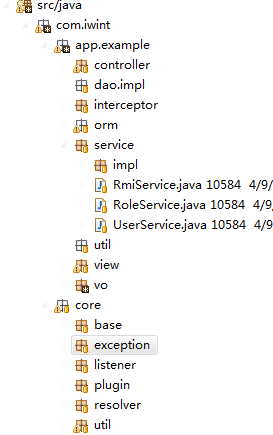 src/java
com.iwint
app.example
controller
dao.impl
interceptor
orm
service
impl
RmiService.java 10584 4/9/
RoleService.java 10584 4/9,
UserService.java 10584 4/9
util
view
vo
core
base
exception
listener
plugin
resolver
util